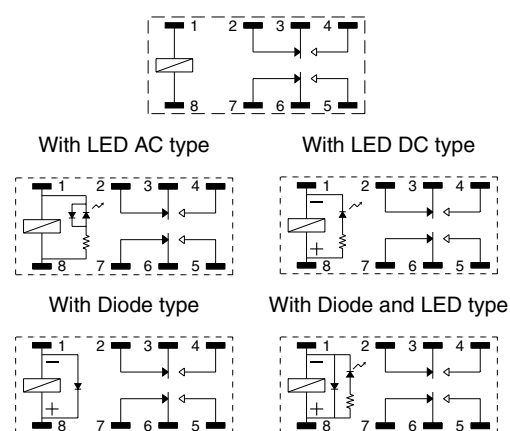 1 2 3 4
8 7 6 5
With LED AC type With LED DC type
1 2 3 4 1 2 3 4
−
+
8 7 6 5 8 7 6 5
With Diode type With Diode and LED type
1 2 3 4 1 2 3 4
− −
+ +
8 7 6 5 8 7 6 5